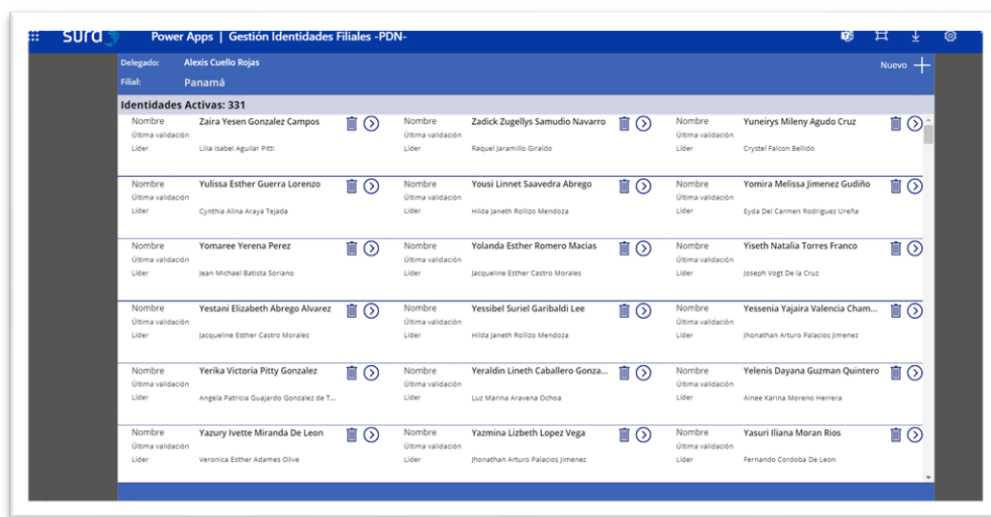 sura Power Apps | Gestión Identidades Filiales -PDN-
Delegado: Alexis Cuello Rojas Nuevo
Filial: Panamá
Identidades Activas: 331
Nombre Zaira Yesen Gonzalez Campos Nombre Zadick Zugellys Samudio Navarro Nombre Yuneirys Mileny Agudo Cruz
Última validación Última validación Última validación
Líder Lilia Isabel Aguilar Pitti Líder Raquel Jaramillo Giraldo Líder Crystel Falcon Bellido
Nombre Yulissa Esther Guerra Lorenzo Nombre Yousi Linnet Saavedra Abrego Nombre Yomira Melissa Jimenez Gudiño
Última validación Última validación Última validación
Líder Cynthia Alina Araya Tejada Líder Hilda Janeth Rollizo Mendoza Líder Eyda Del Carmen Rodriguez Ureña
Nombre Yomaree Yerena Perez Nombre Yolanda Esther Romero Macias Nombre Yiseth Natalia Torres Franco
Última validación Última validación Última validación
Líder Jean Michael Batista Soriano Líder Jacqueline Esther Castro Morales Líder Joseph Vogt De la Cruz
Nombre Yestani Elizabeth Abrego Alvarez Nombre Yessibel Suriel Garibaldi Lee Nombre Yessenia Yajaira Valencia Cham...
Última validación Última validación Última validación
Líder Jacqueline Esther Castro Morales Líder Hilda Janeth Rollizo Mendoza Líder Jhonathan Arturo Palacios Jimenez
Nombre Yerika Victoria Pitty Gonzalez Nombre Yeraldin Lineth Caballero Gonza... Nombre Yelenis Dayana Guzman Quintero
Última validación Última validación Última validación
Líder Angela Patricia Guajardo Gonzalez de T... Líder Luz Marina Aravena Ochoa Líder Ainee Karina Moreno Herrera
Nombre Yazury Ivette Miranda De Leon Nombre Yazmina Lizbeth Lopez Vega Nombre Yasuri Iliana Moran Rios
Última validación Última validación Última validación
Líder Veronica Esther Adames Olive Líder Jhonathan Arturo Palacios Jimenez Líder Fernando Cordoba De Leon